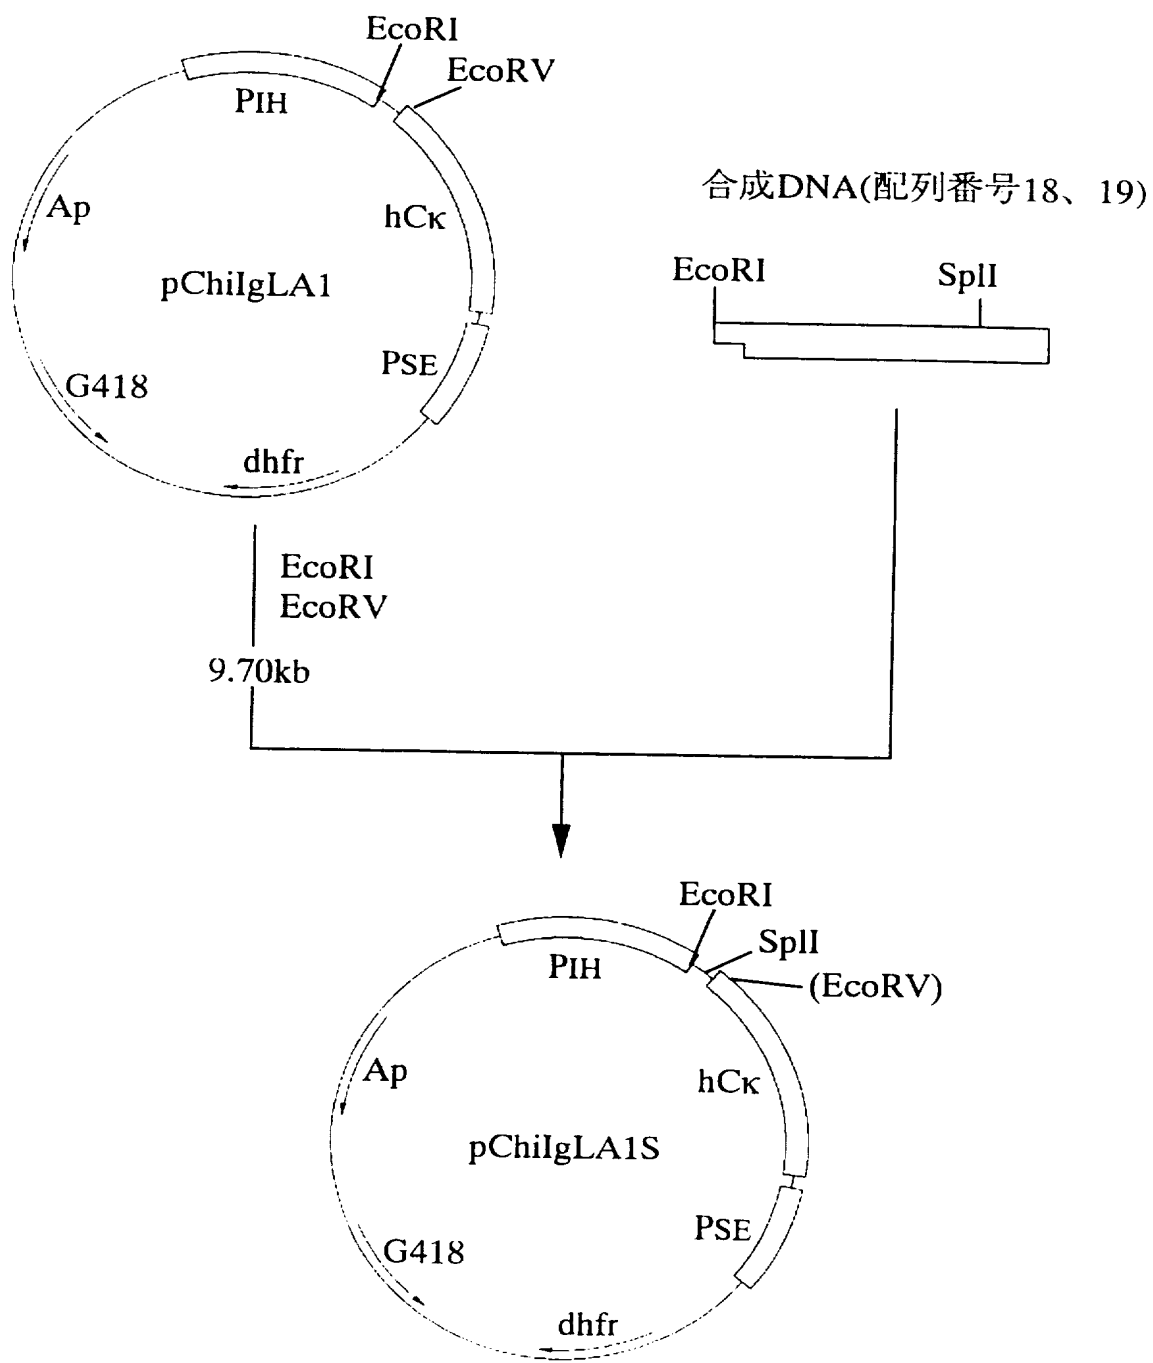 EcoRI
EcoRV
PIH
Ap
hCκ
pChiIgLA1
PSE
G418
dhfr
合成DNA(配列番号18、19)
EcoRI
SplI
EcoRI
EcoRV
9.70kb
EcoRI
SplI
(EcoRV)
PIH
Ap
hCκ
pChiIgLA1S
PSE
G418
dhfr